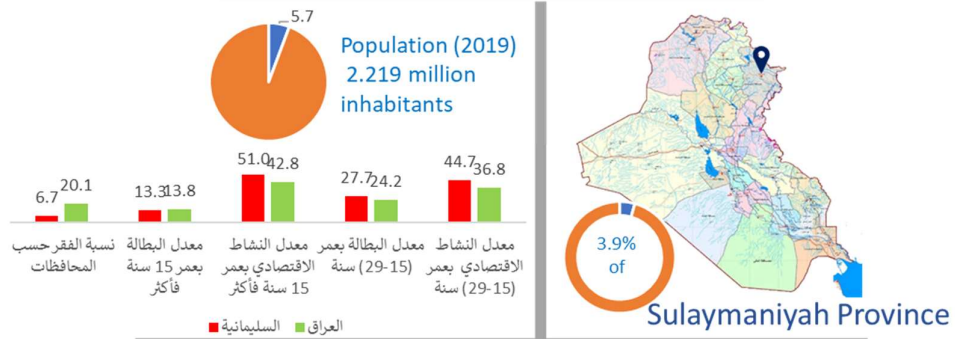 5.7
Population (2019)
2.219 million
inhabitants
6.7
20.1
13.3
13.8
51.0
42.8
27.7
24.2
44.7
36.8
نسبة الفقر حسب
المحافظات
معدل البطالة
بعمر 15 سنة
فأكثر
معدل النشاط
الاقتصادي بعمر
15 سنة فأكثر
معدل البطالة بعمر
(15-29) سنة
معدل النشاط
الاقتصادي بعمر
(15-29) سنة
السليمانية
العراق
3.9%
of
Sulaymaniyah Province